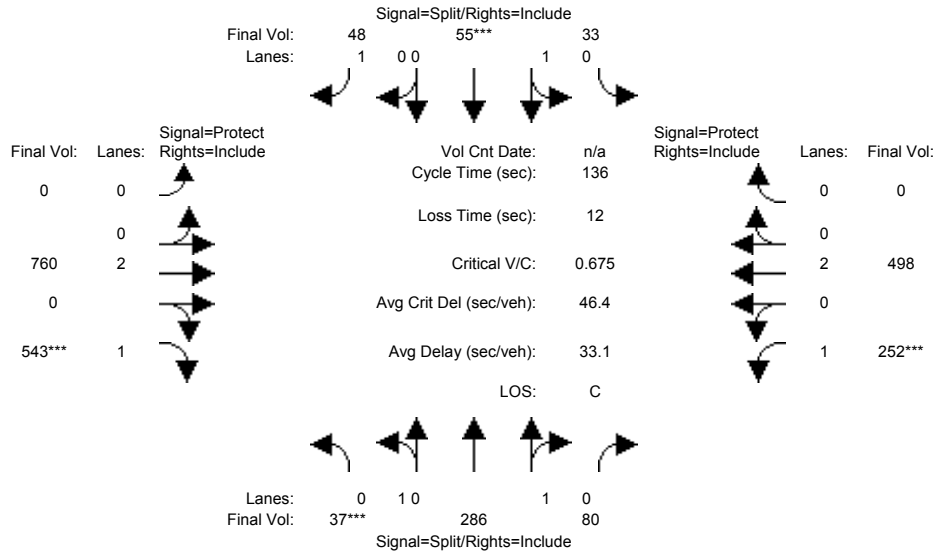 Signal=Split/Rights=Include
Final Vol: 48 55*** 33
Lanes: 1 0 0 1 0
Signal=Protect Signal=Protect
Final Vol: Lanes: Rights=Include Vol Cnt Date: n/a Rights=Include Lanes: Final Vol:
Cycle Time (sec): 136
0 0 0 0
Loss Time (sec): 12
0 0
760 2 Critical V/C: 0.675 2 498
0 Avg Crit Del (sec/veh): 46.4 0
543*** 1 Avg Delay (sec/veh): 33.1 1 252***
LOS: C
Lanes: 0 1 0 1 0
Final Vol: 37*** 286 80
Signal=Split/Rights=Include